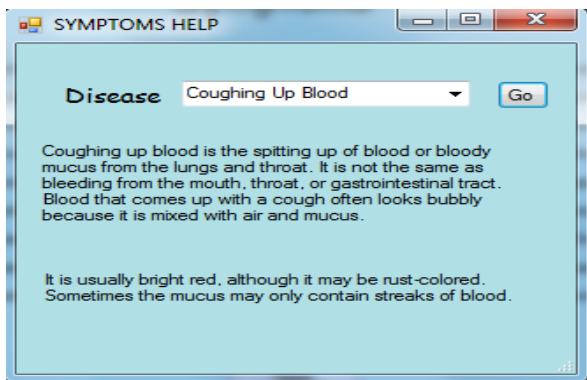 SYMPTOMS HELP
Disease Coughing Up Blood Go
Coughing up blood is the spitting up of blood or bloody
mucus from the lungs and throat. It is not the same as
bleeding from the mouth, throat, or gastrointestinal tract.
Blood that comes up with a cough often looks bubbly
because it is mixed with air and mucus.
It is usually bright red, although it may be rust-colored.
Sometimes the mucus may only contain streaks of blood.